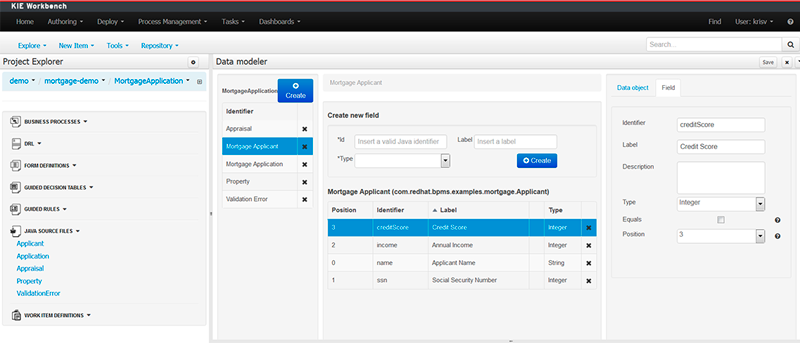 KIE Workbench
Home Authoring Deploy Process Management Tasks Dashboards Find User: krisv
Explore New Item Tools Repository Search...
Project Explorer
demo / mortgage-demo / MortgageApplication
BUSINESS PROCESSES
DRL
FORM DEFINITIONS
GUIDED DECISION TABLES
GUIDED RULES
JAVA SOURCE FILES
Applicant
Application
Appraisal
Property
ValidationError
WORK ITEM DEFINITIONS
Data modeler Save
MortgageApplication Create
Identifier
Appraisal
Mortgage Applicant
Mortgage Application
Property
Validation Error
Mortgage Applicant
Create new field
*Id Insert a valid Java identifier Label Insert a label
*Type Create
Mortgage Applicant (com.redhat.bpms.examples.mortgage.Applicant)
Position Identifier Label Type
3 creditScore Credit Score Integer
2 income Annual Income Integer
0 name Applicant Name String
1 ssn Social Security Number Integer
Data object Field
Identifier creditScore
Label Credit Score
Description
Type Integer
Equals
Position 3